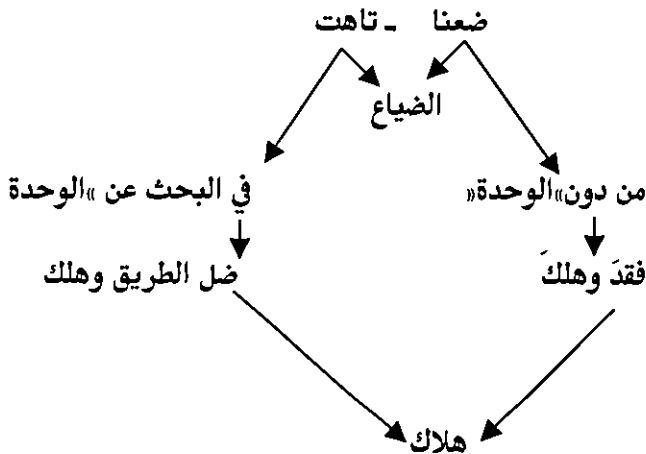 ضعنا - تاهت
الضياع
من دون »الوحدة« في البحث عن »الوحدة
فقدَ وهلكَ ضل الطريق وهلك
هلاك